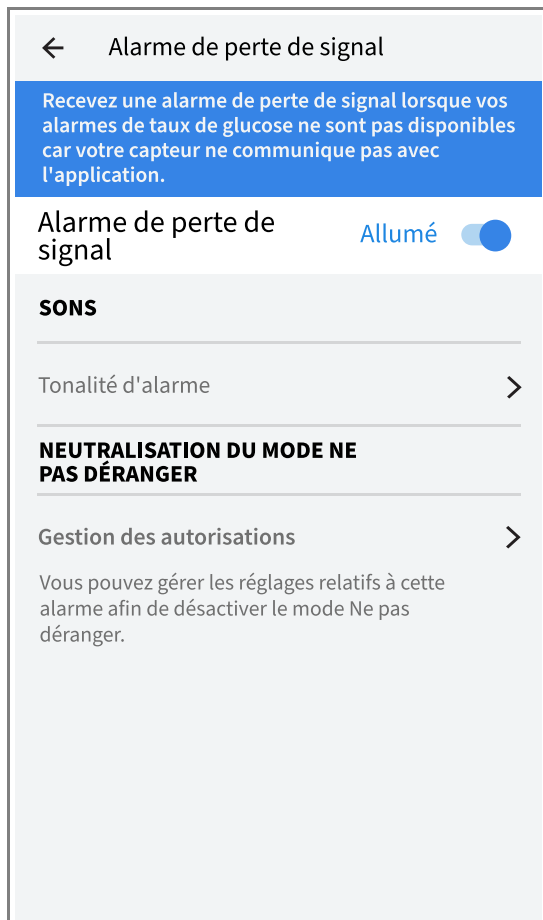 Alarme de perte de signal
Recevez une alarme de perte de signal lorsque vos
alarmes de taux de glucose ne sont pas disponibles
car votre capteur ne communique pas avec
l'application.
Alarme de perte de
signal
Allumé
SONS
Tonalité d'alarme
NEUTRALISATION DU MODE NE
PAS DÉRANGER
Gestion des autorisations
Vous pouvez gérer les réglages relatifs à cette
alarme afin de désactiver le mode Ne pas
déranger.